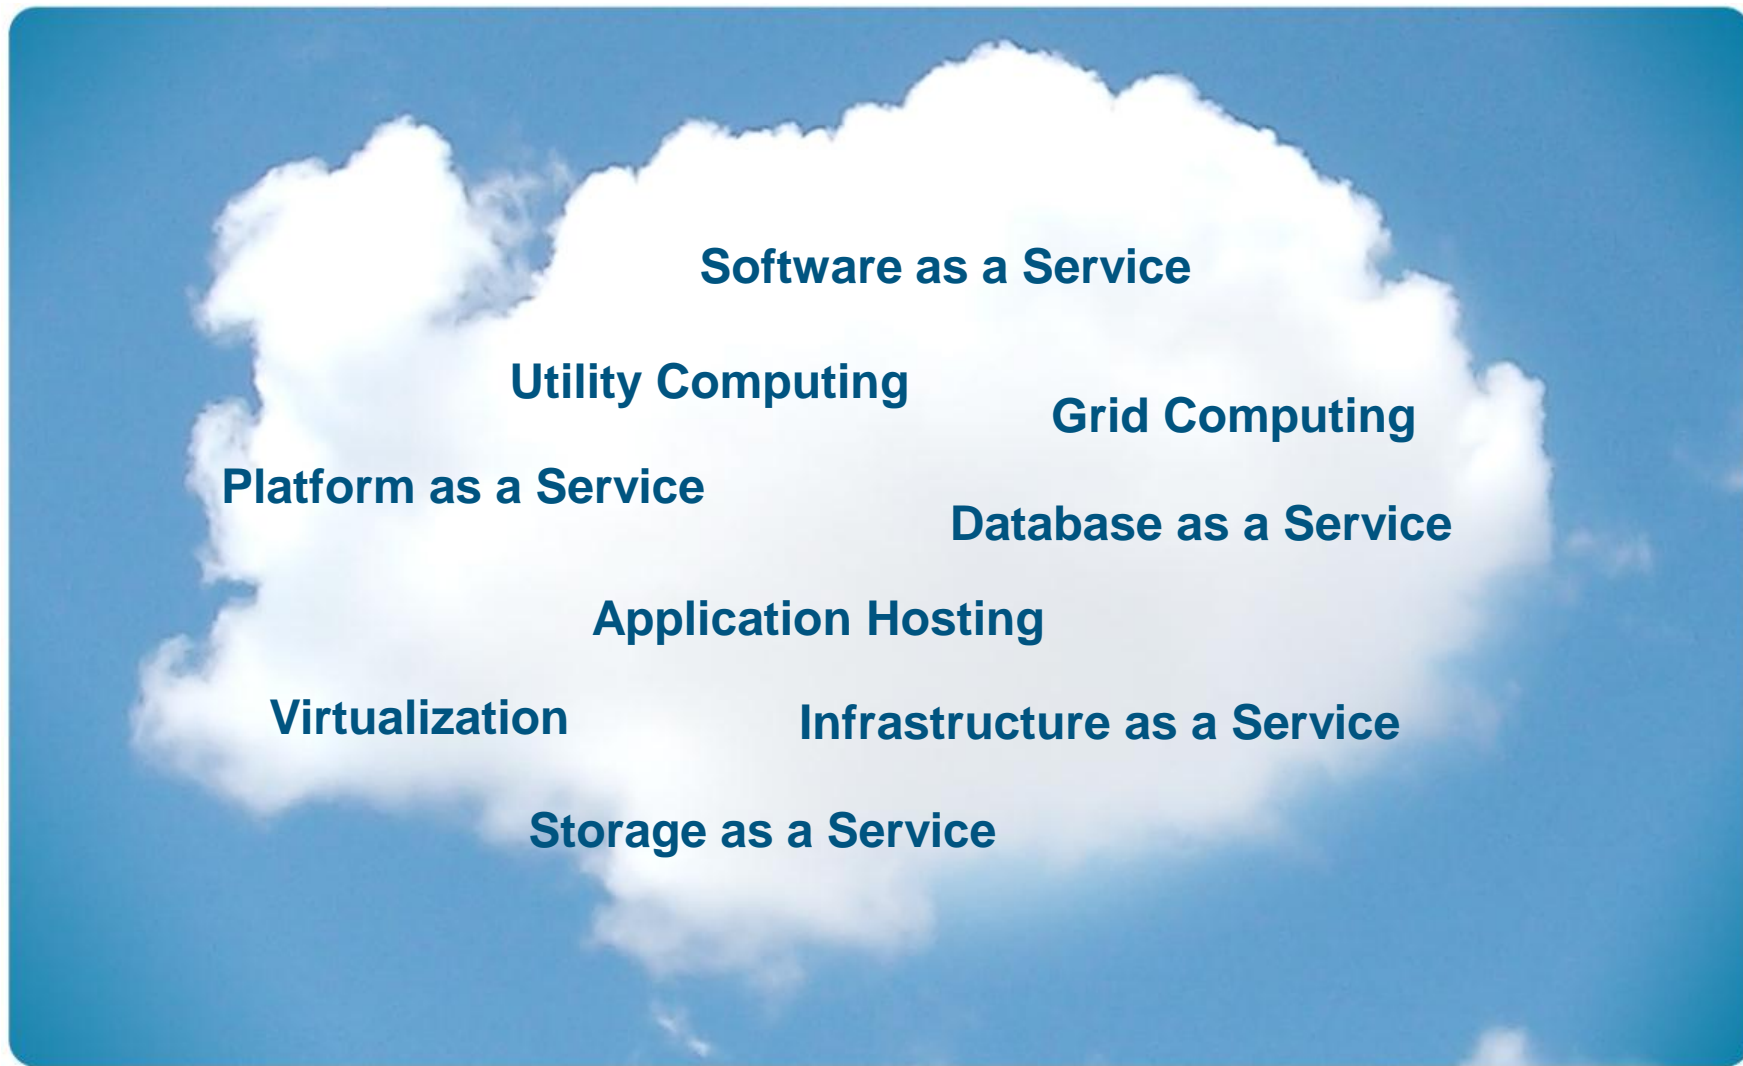 Software as a Service
Utility Computing
Grid Computing
Platform as a Service
Database as a Service
Application Hosting
Virtualization
Infrastructure as a Service
Storage as a Service